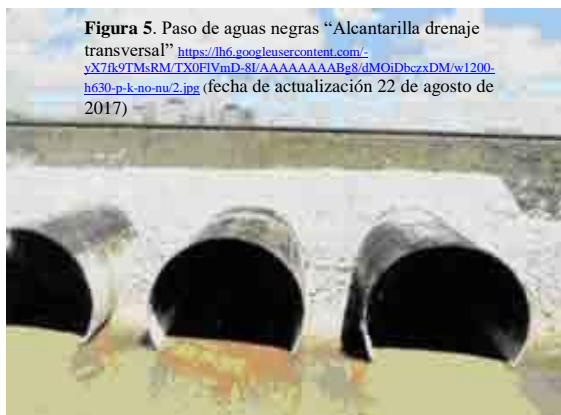 Figura 5. Paso de aguas negras “Alcantarilla drenaje
transversal” https://lh6.googleusercontent.com/-
yX7fk9TMsRM/TX0FlVmD-8I/AAAAAAAABg8/dMOiDbczxDM/w1200-
h630-p-k-no-nu/2.jpg (fecha de actualización 22 de agosto de
2017)